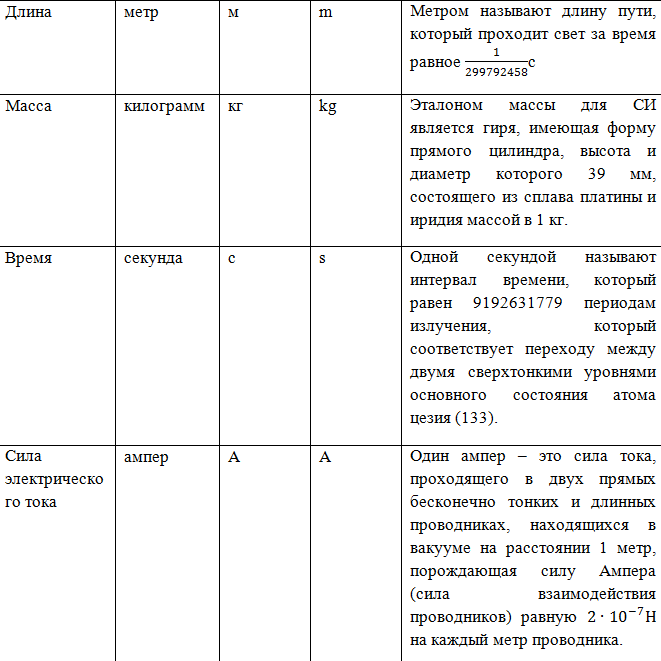 Длина метр м m Метром называют длину пути,
который проходит свет за время
равное 1/299792458 с
Масса килограмм кг kg Эталоном массы для СИ
является гиря, имеющая форму
прямого цилиндра, высота и
диаметр которого 39 мм,
состоящего из сплава платины и
иридия массой в 1 кг.
Время секунда с s Одной секундой называют
интервал времени, который
равен 9192631779 периодам
излучения, который
соответствует переходу между
двумя сверхтонкими уровнями
основного состояния атома
цезия (133).
Сила
электрическо
го тока
ампер А А Один ампер – это сила тока,
проходящего в двух прямых
бесконечно тонких и длинных
проводниках, находящихся в
вакууме на расстоянии 1 метр,
порождающая силу Ампера
(сила взаимодействия
проводников) равную 2 · 10⁻⁷Н
на каждый метр проводника.